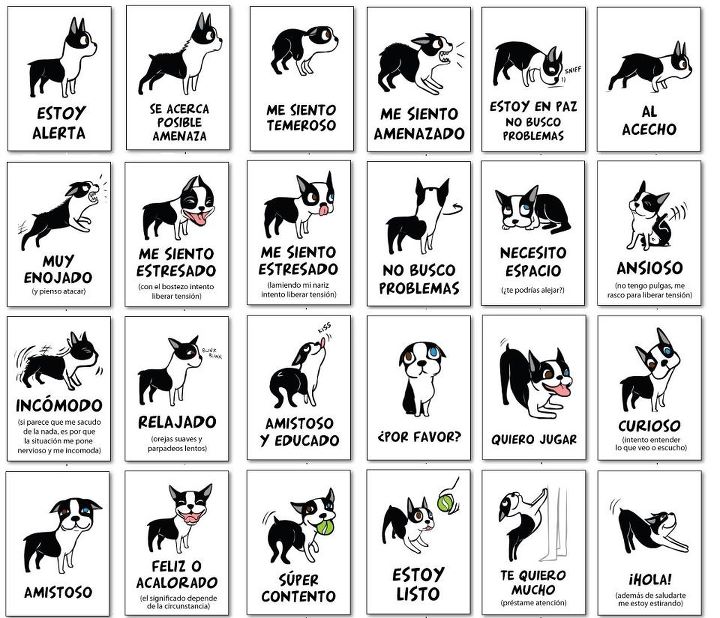 ESTOY
ALERTA
SE ACERCA
POSIBLE
AMENAZA
ME SIENTO
TEMEROSO
ME SIENTO
AMENAZADO
SNIFF
ESTOY EN PAZ
NO BUSCO
PROBLEMAS
AL
ACECHO
MUY
ENOJADO
(y pienso atacar)
ME SIENTO
ESTRESADO
(con el bostezo intento
liberar tensión)
ME SIENTO
ESTRESADO
(lamiendo mi nariz
intento liberar tensión)
NO BUSCO
PROBLEMAS
NECESITO
ESPACIO
(¿te podrías alejar?)
ANSIOSO
(no tengo pulgas, me
rasco para liberar tensión)
INCÓMODO
(si parece que me sacudo
de la nada, es por que
la situación me pone
nervioso y me incomoda)
BLINK
BLINK
RELAJADO
(orejas suaves y
parpadeos lentos)
KISS
AMISTOSO
Y EDUCADO
¿POR FAVOR?
QUIERO JUGAR
CURIOSO
(intento entender
lo que veo o escucho)
AMISTOSO
FELIZ O
ACALORADO
(el significado depende
de la circunstancia)
SÚPER
CONTENTO
ESTOY
LISTO
TE QUIERO
MUCHO
(préstame atención)
¡HOLA!
(además de saludarte
me estoy estirando)